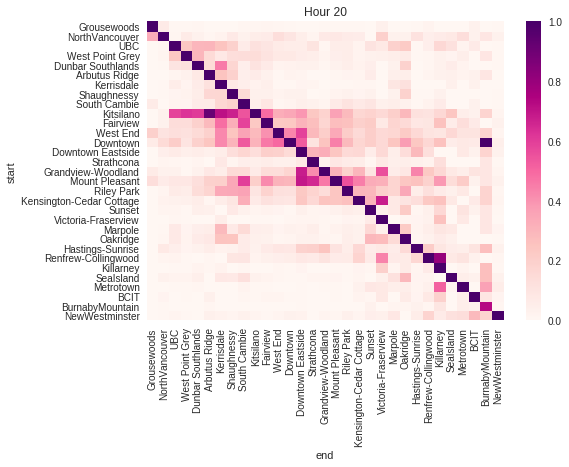 Hour 20
start
Grousewoods
NorthVancouver
UBC
West Point Grey
Dunbar Southlands
Arbutus Ridge
Kerrisdale
Shaughnessy
South Cambie
Kitsilano
Fairview
West End
Downtown
Downtown Eastside
Strathcona
Grandview-Woodland
Mount Pleasant
Riley Park
Kensington-Cedar Cottage
Sunset
Victoria-Fraserview
Marpole
Oakridge
Hastings-Sunrise
Renfrew-Collingwood
Killarney
SeaIsland
Metrotown
BCIT
BurnabyMountain
NewWestminster
Grousewoods
NorthVancouver
UBC
West Point Grey
Dunbar Southlands
Arbutus Ridge
Kerrisdale
Shaughnessy
South Cambie
Kitsilano
Fairview
West End
Downtown
Downtown Eastside
Strathcona
Grandview-Woodland
Mount Pleasant
Riley Park
Kensington-Cedar Cottage
Sunset
Victoria-Fraserview
Marpole
Oakridge
Hastings-Sunrise
Renfrew-Collingwood
Killarney
SeaIsland
Metrotown
BCIT
BurnabyMountain
NewWestminster
end
1.0
0.8
0.6
0.4
0.2
0.0